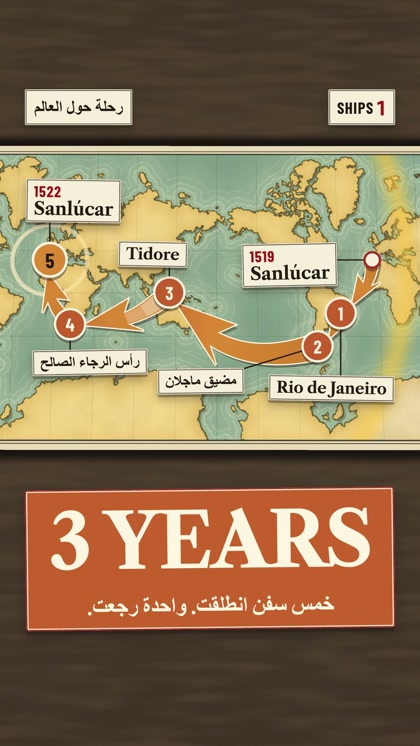 رحلة حول العالم
SHIPS 1
1522
Sanlúcar
5
Tidore
3
1519
Sanlúcar
4
1
2
رأس الرجاء الصالح
مضيق ماجلان
Rio de Janeiro
3 YEARS
خمس سفن انطلقت. واحدة رجعت.